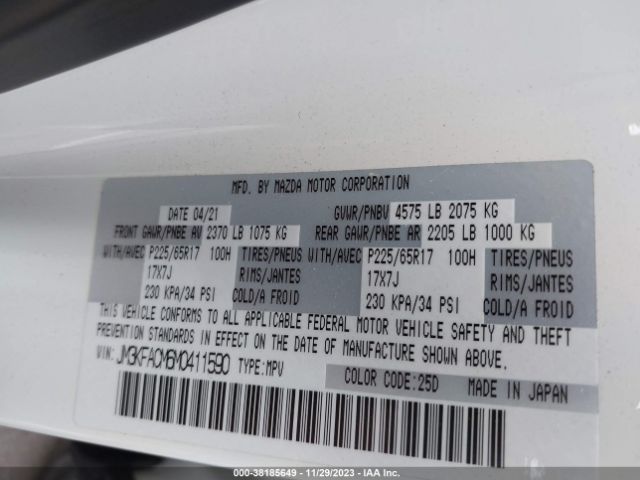 MFD. BY MAZDA MOTOR CORPORATION
DATE 04/21 GVWR/PNBV 4575 LB 2075 KG
FRONT GAWR/PNBE AV 2370 LB 1075 KG REAR GAWR/PNBE AR 2205 LB 1000 KG
WITH/AVEC P225/65R17 100H TIRES/PNEUS WITH/AVEC P225/65R17 100H TIRES/PNEUS
17X7J RIMS/JANTES 17X7J RIMS/JANTES
230 KPA/34 PSI COLD/A FROID 230 KPA/34 PSI COLD/A FROID
THIS VEHICLE CONFORMS TO ALL APPLICABLE FEDERAL MOTOR VEHICLE SAFETY AND THEFT
PREVENTION STANDARDS IN EFFECT ON THE DATE OF MANUFACTURE SHOWN ABOVE.
VIN: JM3KFACM6M0411590 TYPE: MPV
COLOR CODE: 25D MADE IN JAPAN
000-38185649 - 11/29/2023 - IAA Inc.